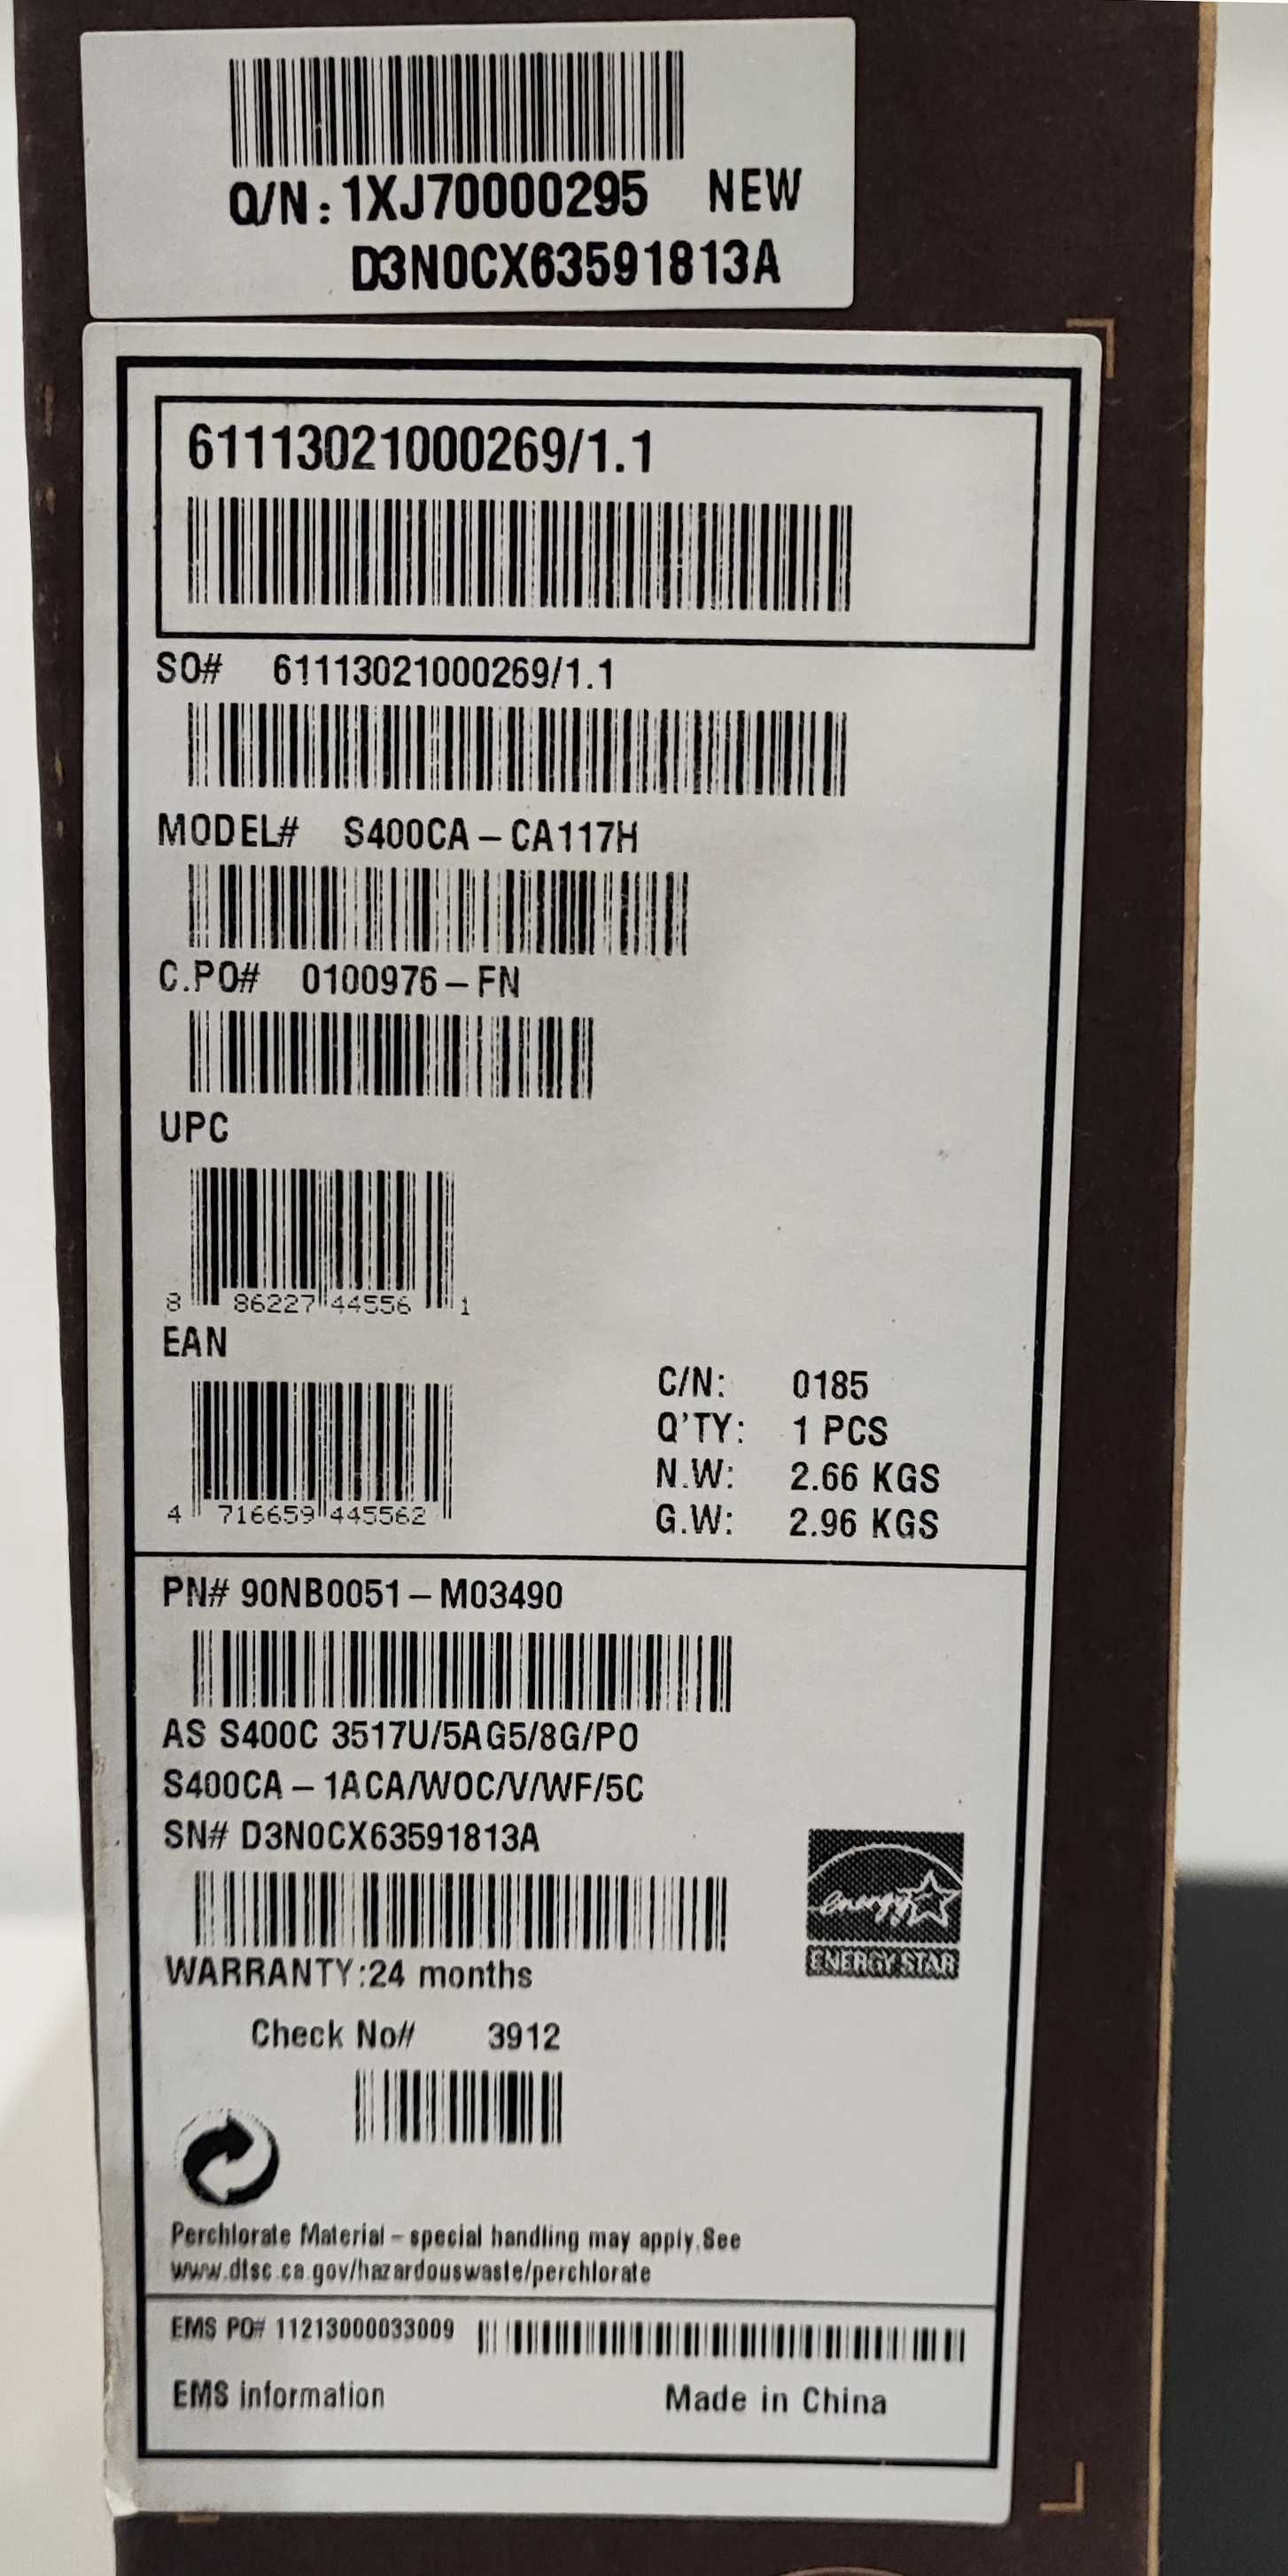 Q/N: 1XJ70000295 NEW
D3N0CX63591813A
61113021000269/1.1
SO# 61113021000269/1.1
MODEL# S400CA-CA117H
C.PO# 0100976-FN
UPC
8 86227 44556 1
EAN
4 716659 445562
C/N: 0185
Q'TY: 1 PCS
N.W: 2.66 KGS
G.W: 2.96 KGS
PN# 90NB0051-M03490
AS S400C 3517U/5AG5/8G/PO
S400CA-1ACA/WOC/V/WF/5C
SN# D3N0CX63591813A
energy
ENERGY STAR
WARRANTY:24 months
Check No# 3912
Perchlorate Material - special handling may apply.See
www.dtsc.ca.gov/hazardouswaste/perchlorate
EMS PO# 11213000033009
EMS information Made in China